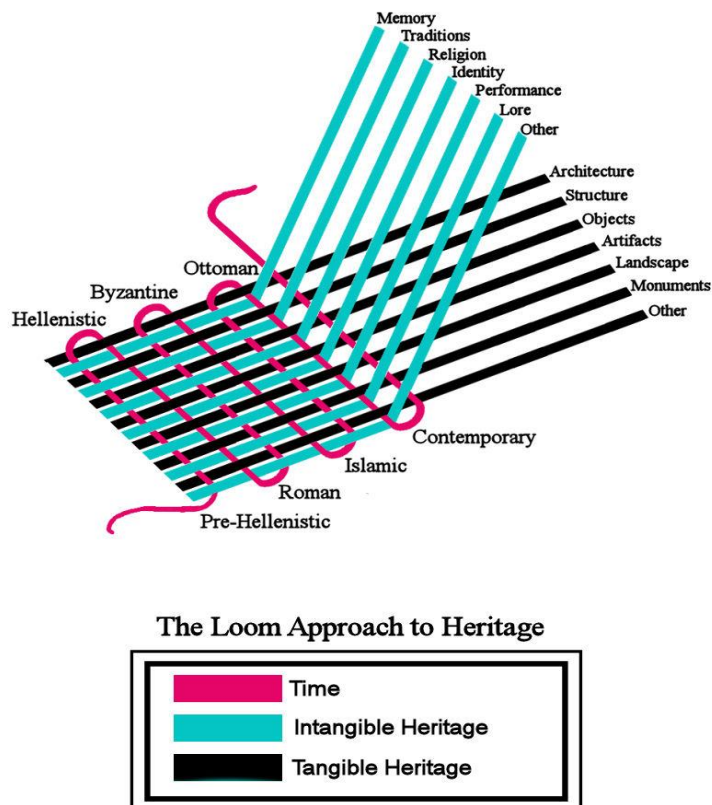 Memory
Traditions
Religion
Identity
Performance
Lore
Other
Architecture
Structure
Objects
Artifacts
Landscape
Monuments
Other
Ottoman
Byzantine
Hellenistic
Contemporary
Islamic
Roman
Pre-Hellenistic
The Loom Approach to Heritage
Time
Intangible Heritage
Tangible Heritage